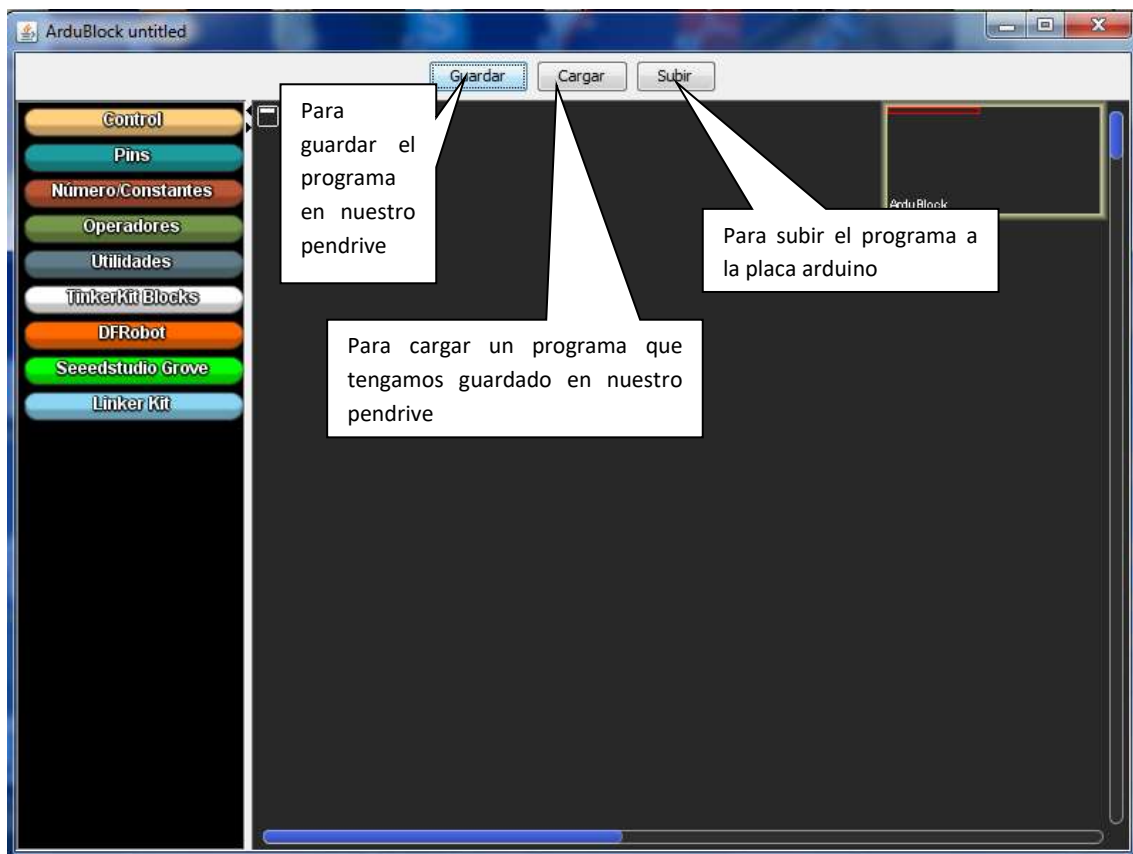 ArduBlock untitled
Guardar Cargar Subir
Control
Pins
Número/Constantes
Operadores
Utilidades
TinkerKit Blocks
DFRobot
Seeedstudio Grove
Linker Kit
Para
guardar el
programa
en nuestro
pendrive
ArduBlock
Para subir el programa a
la placa arduino
Para cargar un programa que
tengamos guardado en nuestro
pendrive